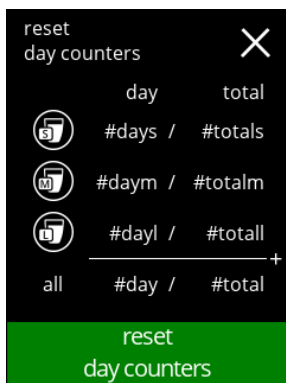 reset
day counters
day total
S #days / #totals
M #daym / #totalm
L #dayl / #totall
+
all #day / #total
reset
day counters